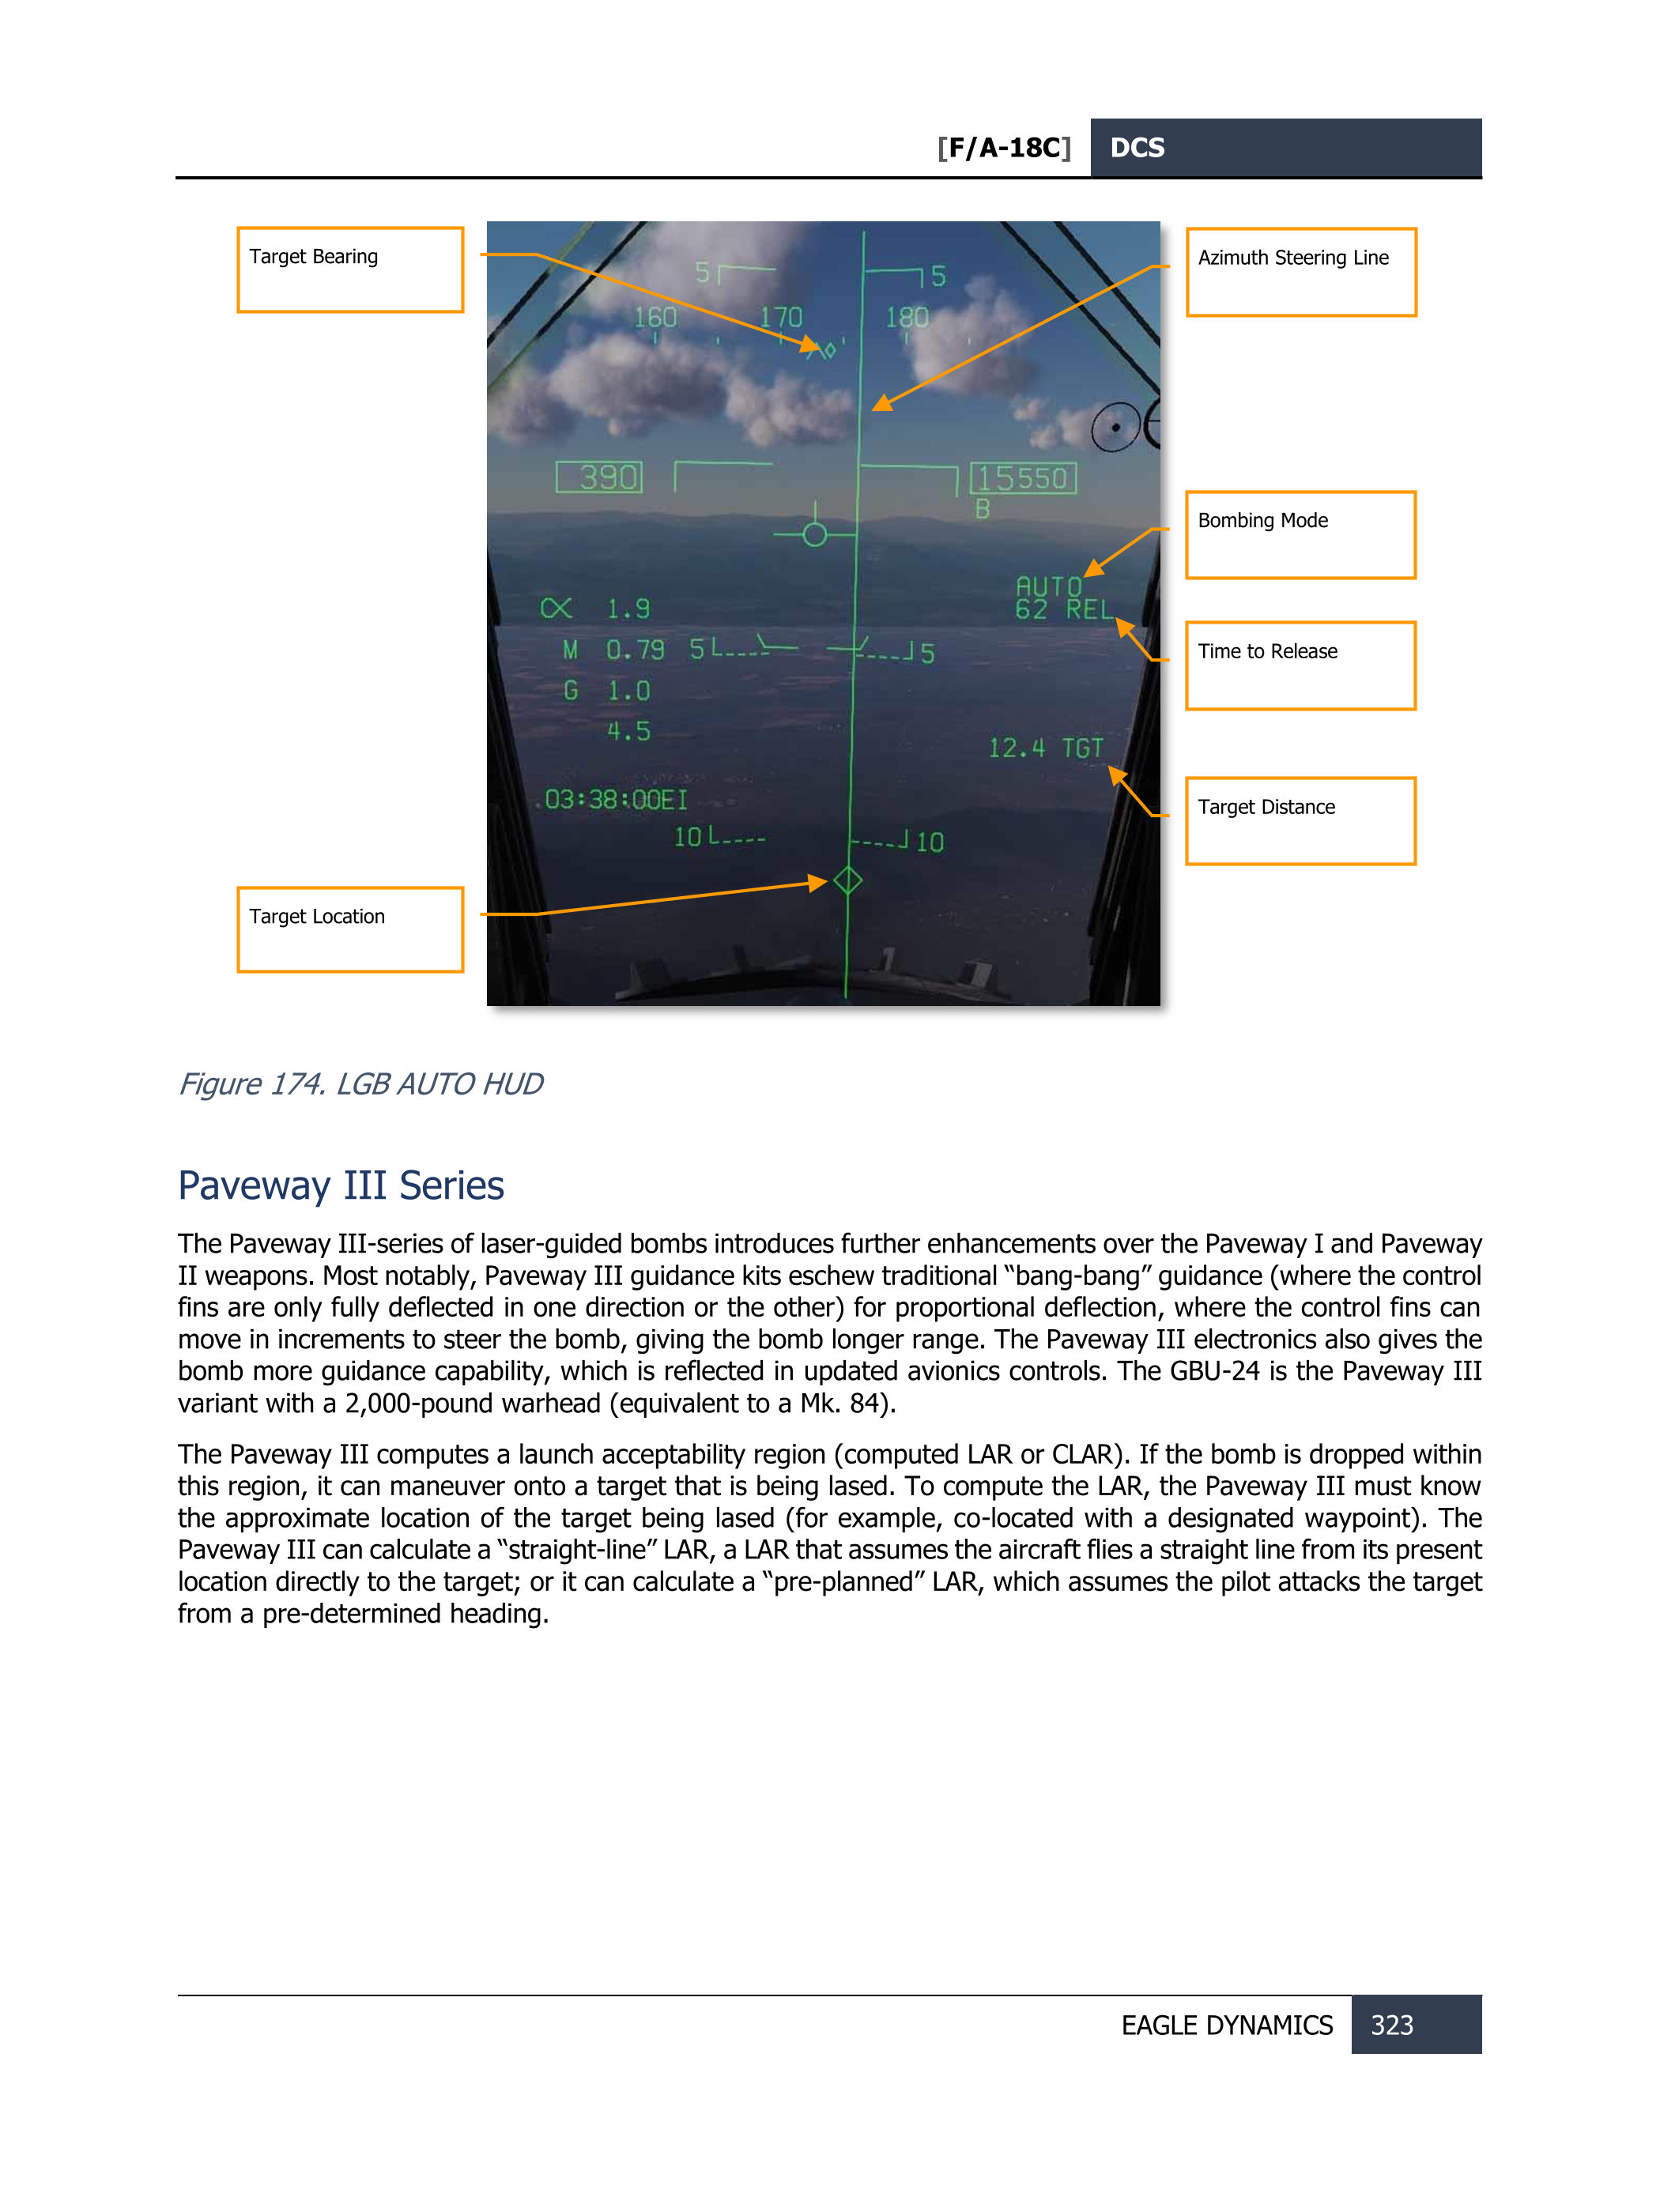 [F/A-18C] DCS
Target Bearing
Azimuth Steering Line
5 5
160 170 180
390 15550
B
Bombing Mode
AUTO
62 REL
α 1.9
M 0.79 5 5
G 1.0
4.5
Time to Release
12.4 TGT
03:38:00EI
Target Distance
10 10
Target Location
Figure 174. LGB AUTO HUD
Paveway III Series
The Paveway III-series of laser-guided bombs introduces further enhancements over the Paveway I and Paveway
II weapons. Most notably, Paveway III guidance kits eschew traditional “bang-bang” guidance (where the control
fins are only fully deflected in one direction or the other) for proportional deflection, where the control fins can
move in increments to steer the bomb, giving the bomb longer range. The Paveway III electronics also gives the
bomb more guidance capability, which is reflected in updated avionics controls. The GBU-24 is the Paveway III
variant with a 2,000-pound warhead (equivalent to a Mk. 84).
The Paveway III computes a launch acceptability region (computed LAR or CLAR). If the bomb is dropped within
this region, it can maneuver onto a target that is being lased. To compute the LAR, the Paveway III must know
the approximate location of the target being lased (for example, co-located with a designated waypoint). The
Paveway III can calculate a “straight-line” LAR, a LAR that assumes the aircraft flies a straight line from its present
location directly to the target; or it can calculate a “pre-planned” LAR, which assumes the pilot attacks the target
from a pre-determined heading.
EAGLE DYNAMICS 323